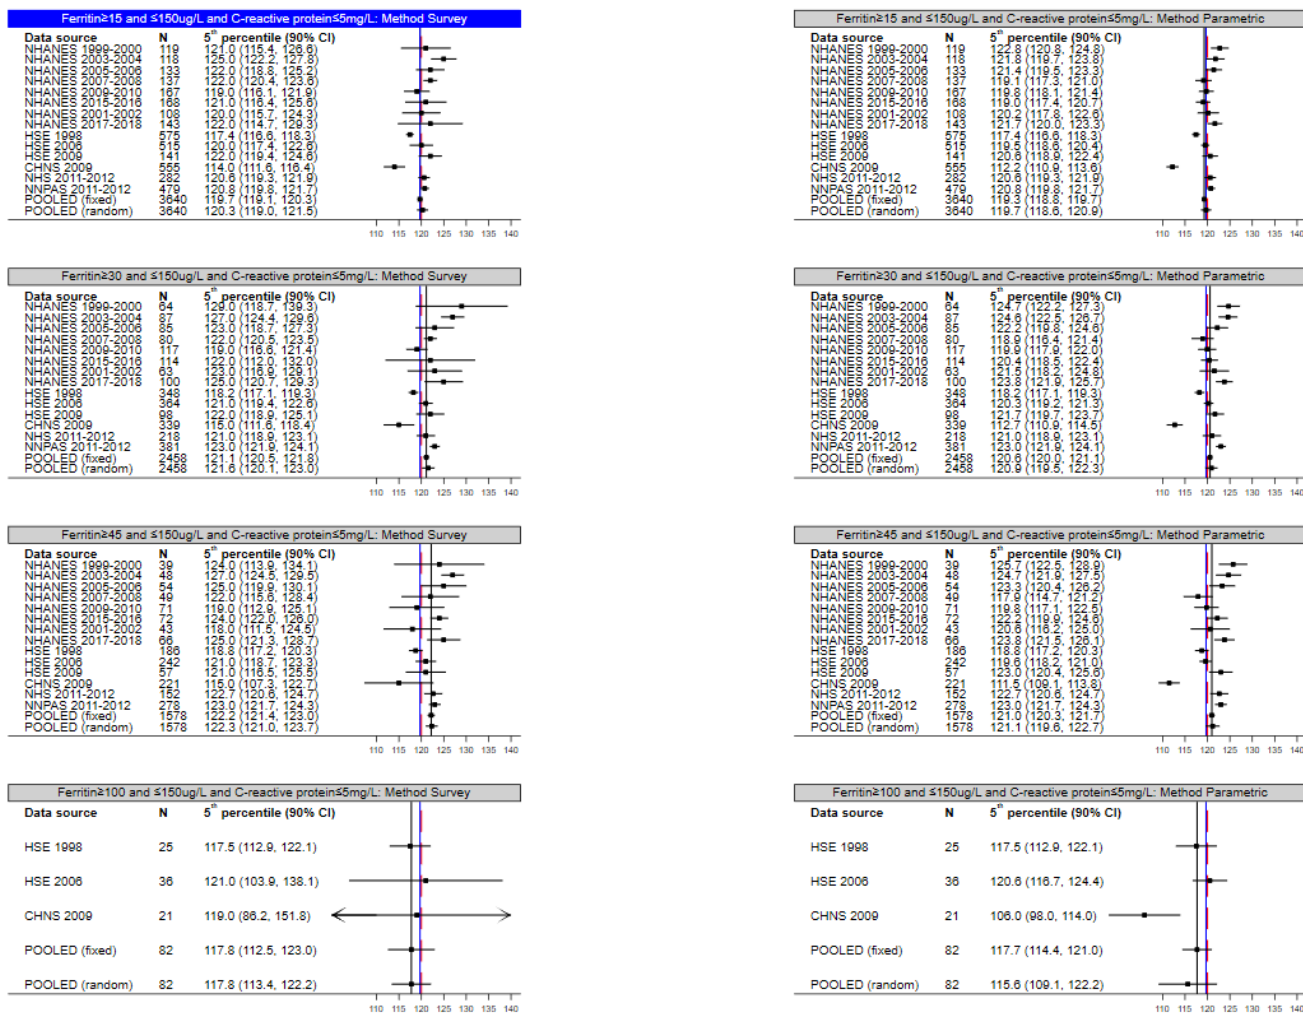 Ferritin≥15 and ≤150ug/L and C-reactive protein≤5mg/L: Method Survey
Data source N 5th percentile (90% CI)
NHANES 1999-2000 119 121.0 (115.4, 126.6)
NHANES 2003-2004 118 125.0 (122.2, 127.8)
NHANES 2005-2006 133 122.0 (118.8, 125.2)
NHANES 2007-2008 137 122.0 (120.4, 123.6)
NHANES 2009-2010 167 119.0 (116.1, 121.9)
NHANES 2015-2016 168 121.0 (116.4, 125.6)
NHANES 2001-2002 108 120.0 (115.7, 124.3)
NHANES 2017-2018 143 122.0 (114.7, 129.3)
HSE 1998 575 117.4 (116.6, 118.3)
HSE 2006 515 120.0 (117.4, 122.6)
HSE 2009 141 122.0 (119.4, 124.6)
CHNS 2009 555 114.0 (111.6, 116.4)
NHS 2011-2012 282 120.6 (119.3, 121.9)
NNPAS 2011-2012 479 120.8 (119.8, 121.7)
POOLED (fixed) 3640 119.7 (119.1, 120.3)
POOLED (random) 3640 120.3 (119.0, 121.5)
110 115 120 125 130 135 140
Ferritin≥15 and ≤150ug/L and C-reactive protein≤5mg/L: Method Parametric
Data source N 5th percentile (90% CI)
NHANES 1999-2000 119 122.8 (120.8, 124.8)
NHANES 2003-2004 118 121.8 (119.7, 123.8)
NHANES 2005-2006 133 121.4 (119.5, 123.3)
NHANES 2007-2008 137 119.1 (117.3, 121.0)
NHANES 2009-2010 167 119.8 (118.1, 121.4)
NHANES 2015-2016 168 119.0 (117.4, 120.7)
NHANES 2001-2002 108 120.2 (117.8, 122.6)
NHANES 2017-2018 143 121.7 (120.0, 123.3)
HSE 1998 575 117.4 (116.6, 118.3)
HSE 2006 515 119.5 (118.6, 120.4)
HSE 2009 141 120.6 (118.9, 122.4)
CHNS 2009 555 112.2 (110.9, 113.6)
NHS 2011-2012 282 120.6 (119.3, 121.9)
NNPAS 2011-2012 479 120.8 (119.8, 121.7)
POOLED (fixed) 3640 119.3 (118.8, 119.7)
POOLED (random) 3640 119.7 (118.6, 120.9)
110 115 120 125 130 135 140
Ferritin≥30 and ≤150ug/L and C-reactive protein≤5mg/L: Method Survey
Data source N 5th percentile (90% CI)
NHANES 1999-2000 64 129.0 (118.7, 139.3)
NHANES 2003-2004 87 127.0 (124.4, 129.6)
NHANES 2005-2006 85 123.0 (118.7, 127.3)
NHANES 2007-2008 80 122.0 (120.5, 123.5)
NHANES 2009-2010 117 119.0 (116.6, 121.4)
NHANES 2015-2016 114 122.0 (112.0, 132.0)
NHANES 2001-2002 63 123.0 (116.9, 129.1)
NHANES 2017-2018 100 125.0 (120.7, 129.3)
HSE 1998 348 118.2 (117.1, 119.3)
HSE 2006 364 121.0 (119.4, 122.6)
HSE 2009 98 122.0 (118.9, 125.1)
CHNS 2009 339 115.0 (111.6, 118.4)
NHS 2011-2012 218 121.0 (118.9, 123.1)
NNPAS 2011-2012 381 123.0 (121.9, 124.1)
POOLED (fixed) 2458 121.1 (120.5, 121.8)
POOLED (random) 2458 121.6 (120.1, 123.0)
110 115 120 125 130 135 140
Ferritin≥30 and ≤150ug/L and C-reactive protein≤5mg/L: Method Parametric
Data source N 5th percentile (90% CI)
NHANES 1999-2000 64 124.7 (122.2, 127.3)
NHANES 2003-2004 87 124.6 (122.5, 126.7)
NHANES 2005-2006 85 122.2 (119.8, 124.6)
NHANES 2007-2008 80 118.9 (116.4, 121.4)
NHANES 2009-2010 117 119.9 (117.9, 122.0)
NHANES 2015-2016 114 120.4 (118.5, 122.4)
NHANES 2001-2002 63 121.5 (118.2, 124.8)
NHANES 2017-2018 100 123.8 (121.9, 125.7)
HSE 1998 348 118.2 (117.1, 119.3)
HSE 2006 364 120.3 (119.2, 121.3)
HSE 2009 98 121.7 (119.7, 123.7)
CHNS 2009 339 112.7 (110.9, 114.5)
NHS 2011-2012 218 121.0 (118.9, 123.1)
NNPAS 2011-2012 381 123.0 (121.9, 124.1)
POOLED (fixed) 2458 120.6 (120.0, 121.1)
POOLED (random) 2458 120.9 (119.5, 122.3)
110 115 120 125 130 135 140
Ferritin≥45 and ≤150ug/L and C-reactive protein≤5mg/L: Method Survey
Data source N 5th percentile (90% CI)
NHANES 1999-2000 39 124.0 (113.9, 134.1)
NHANES 2003-2004 48 127.0 (124.5, 129.5)
NHANES 2005-2006 54 125.0 (119.9, 130.1)
NHANES 2007-2008 49 122.0 (115.6, 128.4)
NHANES 2009-2010 71 119.0 (112.9, 125.1)
NHANES 2015-2016 72 124.0 (122.0, 126.0)
NHANES 2001-2002 43 118.0 (111.5, 124.5)
NHANES 2017-2018 66 125.0 (121.3, 128.7)
HSE 1998 186 118.8 (117.2, 120.3)
HSE 2006 242 121.0 (118.7, 123.3)
HSE 2009 57 121.0 (116.5, 125.5)
CHNS 2009 221 115.0 (107.3, 122.7)
NHS 2011-2012 152 122.7 (120.6, 124.7)
NNPAS 2011-2012 278 123.0 (121.7, 124.3)
POOLED (fixed) 1578 122.2 (121.4, 123.0)
POOLED (random) 1578 122.3 (121.0, 123.7)
110 115 120 125 130 135 140
Ferritin≥45 and ≤150ug/L and C-reactive protein≤5mg/L: Method Parametric
Data source N 5th percentile (90% CI)
NHANES 1999-2000 39 125.7 (122.5, 128.9)
NHANES 2003-2004 48 124.7 (121.9, 127.5)
NHANES 2005-2006 54 123.3 (120.4, 126.2)
NHANES 2007-2008 49 117.9 (114.7, 121.2)
NHANES 2009-2010 71 119.8 (117.1, 122.5)
NHANES 2015-2016 72 122.2 (119.9, 124.6)
NHANES 2001-2002 43 120.6 (116.2, 125.0)
NHANES 2017-2018 66 123.8 (121.5, 126.1)
HSE 1998 186 118.8 (117.2, 120.3)
HSE 2006 242 119.6 (118.2, 121.0)
HSE 2009 57 123.0 (120.4, 125.6)
CHNS 2009 221 111.5 (109.1, 113.8)
NHS 2011-2012 152 122.7 (120.6, 124.7)
NNPAS 2011-2012 278 123.0 (121.7, 124.3)
POOLED (fixed) 1578 121.0 (120.3, 121.7)
POOLED (random) 1578 121.1 (119.6, 122.7)
110 115 120 125 130 135 140
Ferritin≥100 and ≤150ug/L and C-reactive protein≤5mg/L: Method Survey
Data source N 5th percentile (90% CI)
HSE 1998 25 117.5 (112.9, 122.1)
HSE 2006 36 121.0 (103.9, 138.1)
CHNS 2009 21 119.0 (86.2, 151.8)
POOLED (fixed) 82 117.8 (112.5, 123.0)
POOLED (random) 82 117.8 (113.4, 122.2)
110 115 120 125 130 135 140
Ferritin≥100 and ≤150ug/L and C-reactive protein≤5mg/L: Method Parametric
Data source N 5th percentile (90% CI)
HSE 1998 25 117.5 (112.9, 122.1)
HSE 2006 36 120.6 (116.7, 124.4)
CHNS 2009 21 106.0 (98.0, 114.0)
POOLED (fixed) 82 117.7 (114.4, 121.0)
POOLED (random) 82 115.6 (109.1, 122.2)
110 115 120 125 130 135 140